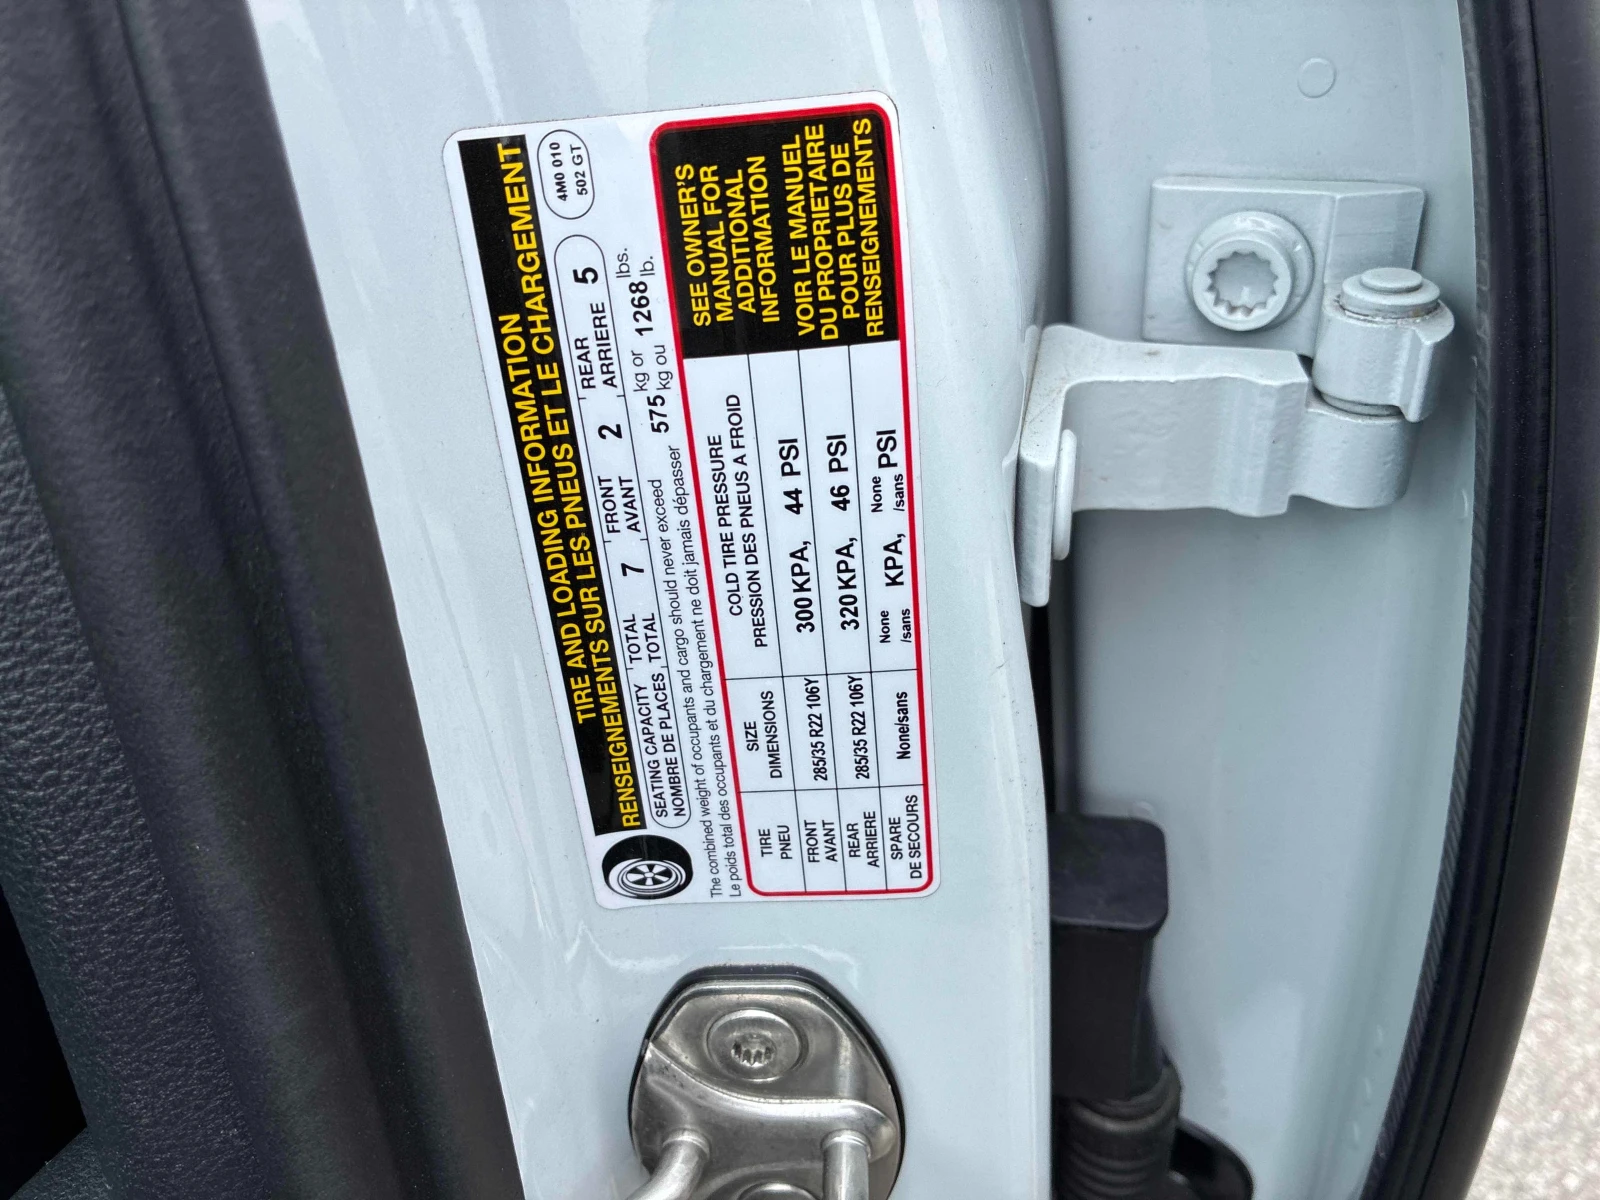 TIRE AND LOADING INFORMATION
RENSEIGNEMENTS SUR LES PNEUS ET LE CHARGEMENT
4M0 010
502 GT
SEATING CAPACITY TOTAL 7 FRONT 2 REAR 5
NOMBRE DE PLACES TOTAL AVANT ARRIERE
The combined weight of occupants and cargo should never exceed 575 kg or 1268 lbs.
Le poids total des occupants et du chargement ne doit jamais dépasser kg ou lb.
TIRE
PNEU
SIZE
DIMENSIONS
COLD TIRE PRESSURE
PRESSION DES PNEUS A FROID
FRONT
AVANT
285/35 R22 106Y
300 KPA, 44 PSI
REAR
ARRIERE
285/35 R22 106Y
320 KPA, 46 PSI
SPARE
DE SECOURS
None/sans
None
/sans KPA,
None
/sans PSI
SEE OWNER'S
MANUAL FOR
ADDITIONAL
INFORMATION
VOIR LE MANUEL
DU PROPRIETAIRE
POUR PLUS DE
RENSEIGNEMENTS